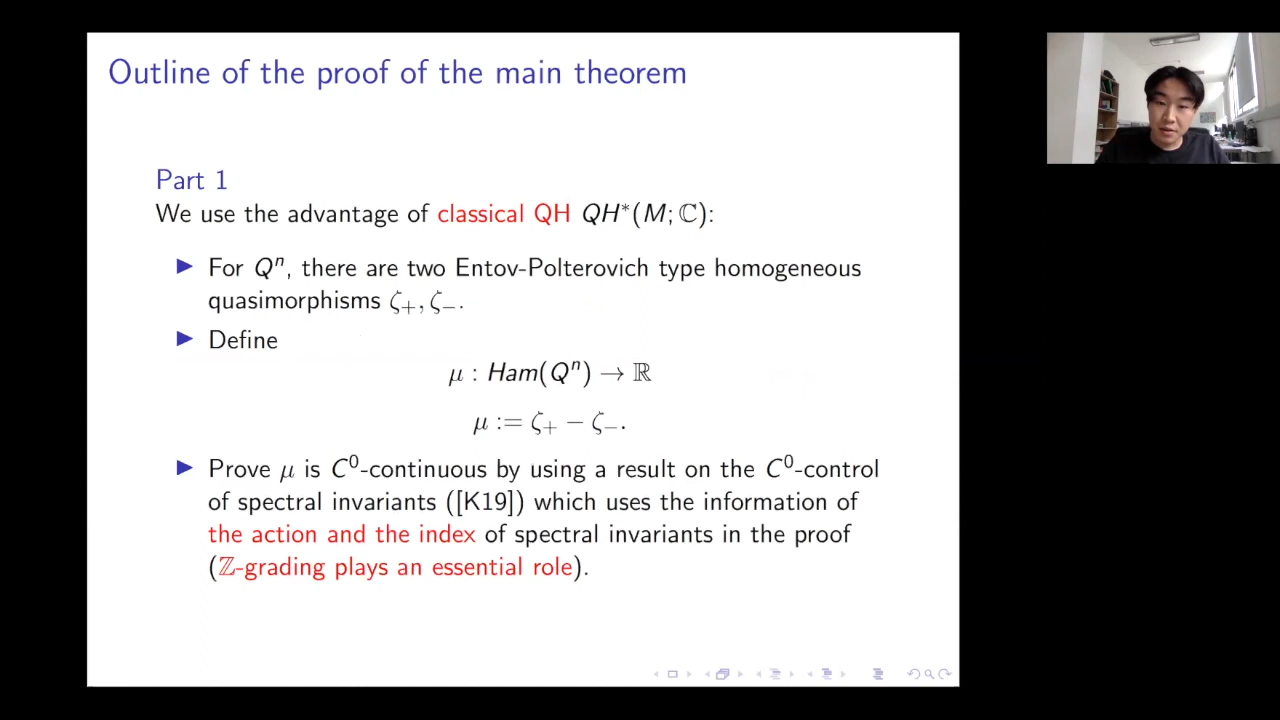 Outline of the proof of the main theorem
Part 1
We use the advantage of classical QH QH*(M; ℂ):
▶ For Qⁿ, there are two Entov-Polterovich type homogeneous
quasimorphisms ζ₊, ζ₋.
▶ Define
μ : Ham(Qⁿ) → ℝ
μ := ζ₊ − ζ₋.
▶ Prove μ is C⁰-continuous by using a result on the C⁰-control
of spectral invariants ([K19]) which uses the information of
the action and the index of spectral invariants in the proof
(ℤ-grading plays an essential role).